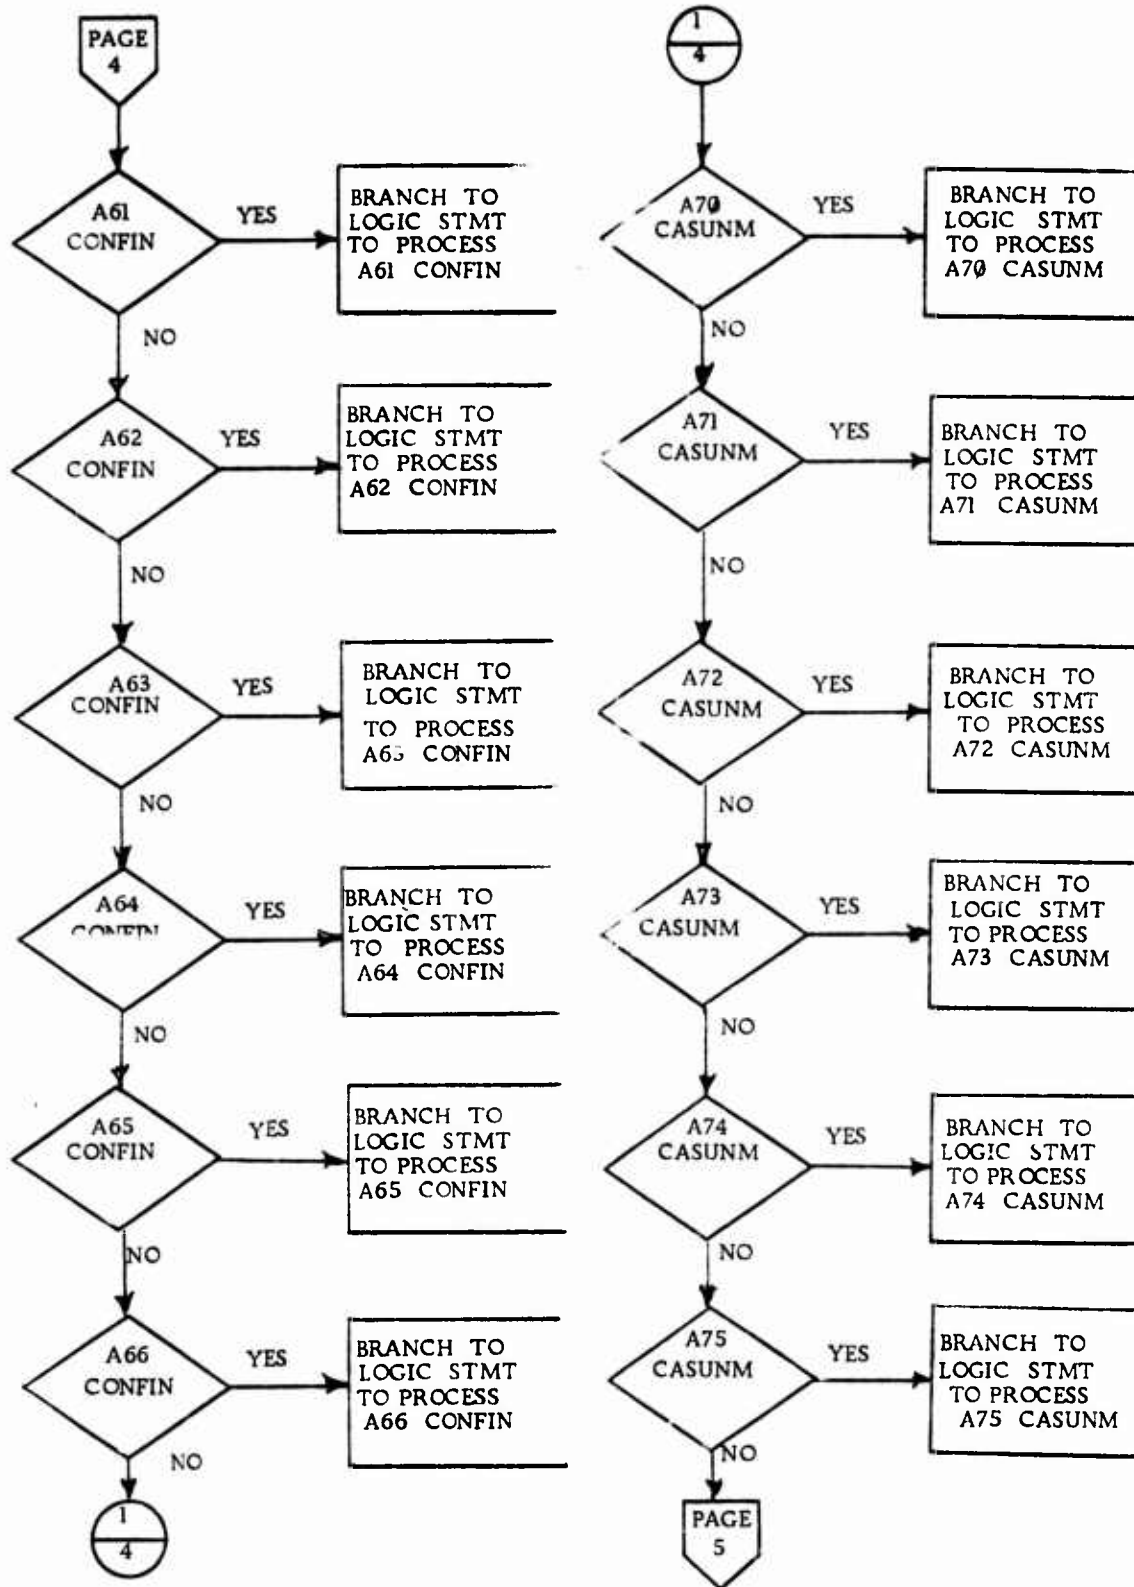 PAGE
4
A61
CONFIN
YES
BRANCH TO
LOGIC STMT
TO PROCESS
A61 CONFIN
NO
A62
CONFIN
YES
BRANCH TO
LOGIC STMT
TO PROCESS
A62 CONFIN
NO
A63
CONFIN
YES
BRANCH TO
LOGIC STMT
TO PROCESS
A63 CONFIN
NO
A64
CONFIN
YES
BRANCH TO
LOGIC STMT
TO PROCESS
A64 CONFIN
NO
A65
CONFIN
YES
BRANCH TO
LOGIC STMT
TO PROCESS
A65 CONFIN
NO
A66
CONFIN
YES
BRANCH TO
LOGIC STMT
TO PROCESS
A66 CONFIN
NO
1
4
1
4
A70
CASUNM
YES
BRANCH TO
LOGIC STMT
TO PROCESS
A70 CASUNM
NO
A71
CASUNM
YES
BRANCH TO
LOGIC STMT
TO PROCESS
A71 CASUNM
NO
A72
CASUNM
YES
BRANCH TO
LOGIC STMT
TO PROCESS
A72 CASUNM
NO
A73
CASUNM
YES
BRANCH TO
LOGIC STMT
TO PROCESS
A73 CASUNM
NO
A74
CASUNM
YES
BRANCH TO
LOGIC STMT
TO PROCESS
A74 CASUNM
NO
A75
CASUNM
YES
BRANCH TO
LOGIC STMT
TO PROCESS
A75 CASUNM
NO
PAGE
5